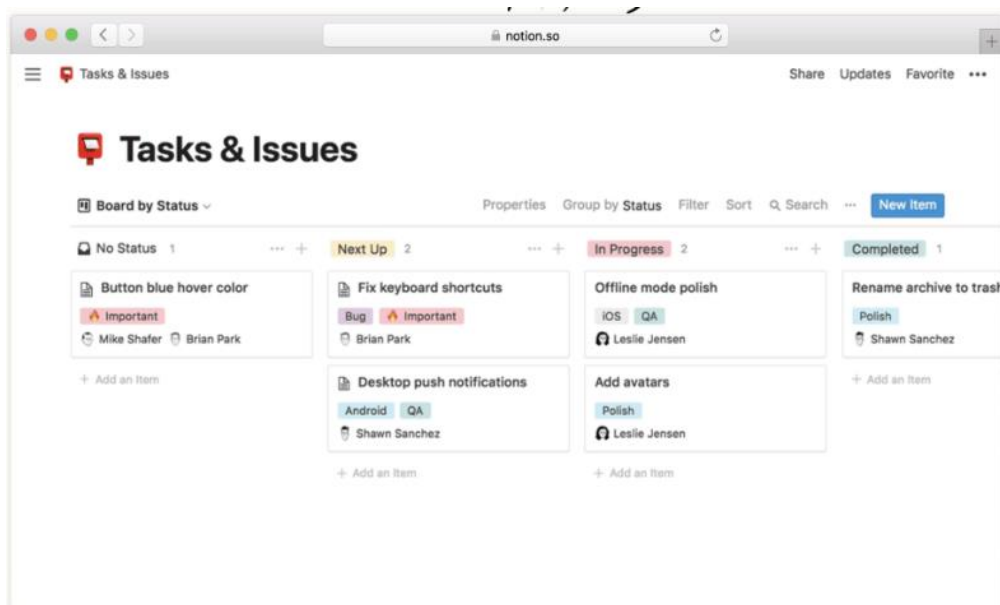 notion.so
Tasks & Issues
Share Updates Favorite
Tasks & Issues
Board by Status
Properties Group by Status Filter Sort Search New Item
No Status 1
Button blue hover color
Important
Mike Shafer Brian Park
+ Add an Item
Next Up 2
Fix keyboard shortcuts
Bug Important
Brian Park
Desktop push notifications
Android QA
Shawn Sanchez
+ Add an Item
In Progress 2
Offline mode polish
iOS QA
Leslie Jensen
Add avatars
Polish
Leslie Jensen
+ Add an Item
Completed 1
Rename archive to trash
Polish
Shawn Sanchez
+ Add an Item